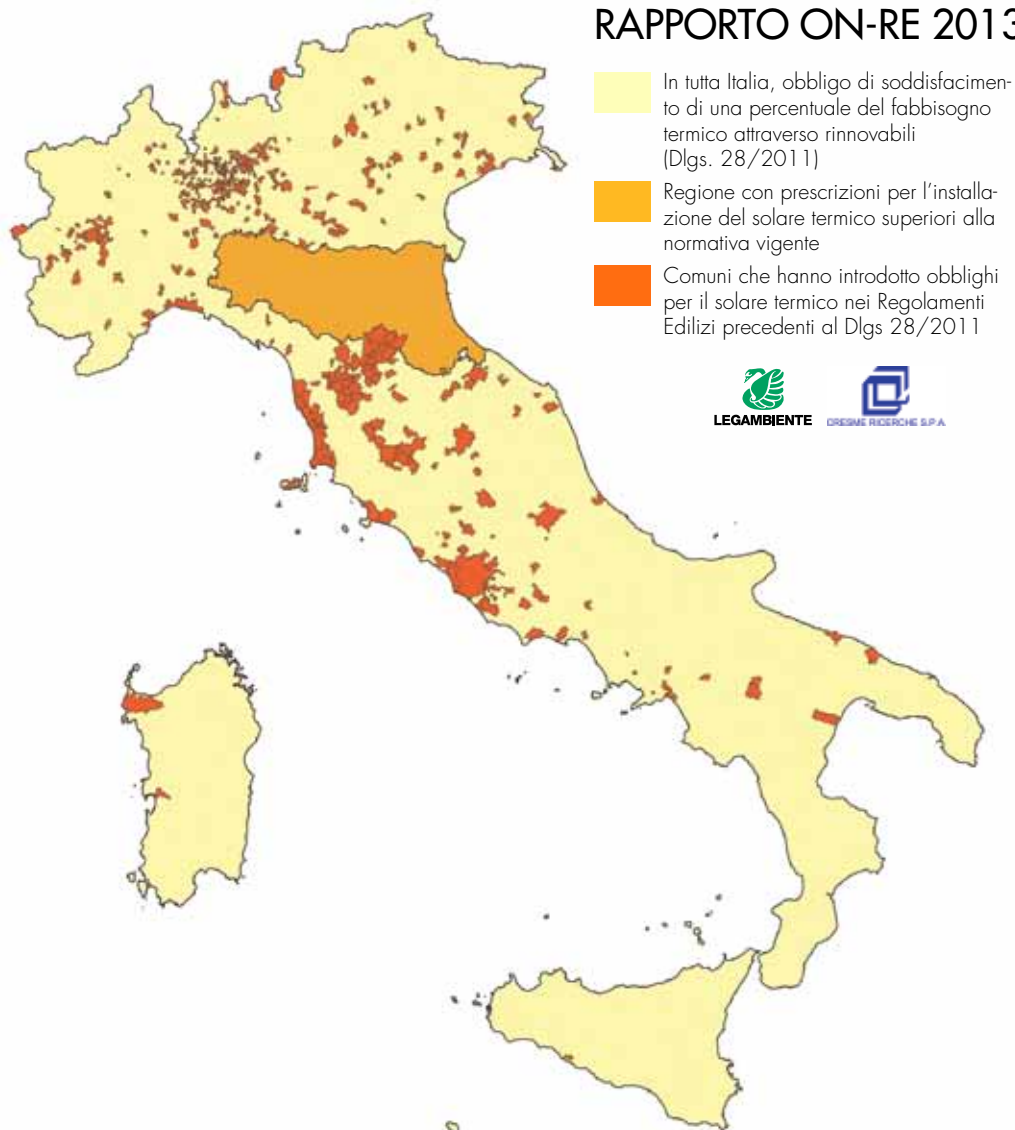 RAPPORTO ON-RE 2013
In tutta Italia, obbligo di soddisfacimen-
to di una percentuale del fabbisogno
termico attraverso rinnovabili
(Dlgs. 28/2011)
Regione con prescrizioni per l'installa-
zione del solare termico superiori alla
normativa vigente
Comuni che hanno introdotto obblighi
per il solare termico nei Regolamenti
Edilizi precedenti al Dlgs 28/2011
LEGAMBIENTE
CRESME RICERCHE S.P.A.